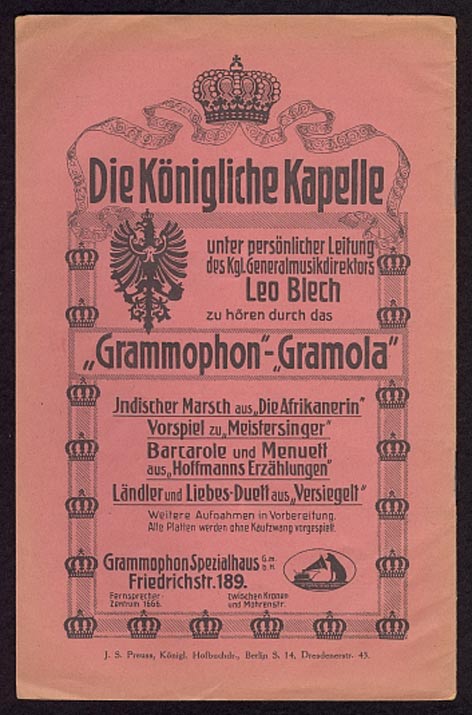 Die Königliche Kapelle
unter persönlicher Leitung
des Kgl. Generalmusikdirektors
Leo Blech
zu hören durch das
„Grammophon"-„Gramola"
Jndischer Marsch aus „Die Afrikanerin"
Vorspiel zu „Meistersinger"
Barcarole und Menuett
aus „Hoffmanns Erzählungen"
Ländler und Liebes-Duett aus „Versiegelt"
Weitere Aufnahmen in Vorbereitung.
Alle Platten werden ohne Kaufzwang vorgespielt.
Grammophon Spezialhaus G.m.b.H.
Friedrichstr. 189.
Fernsprecher-
Zentrum 1666.
zwischen Kronen
und Mohrenstr.
J. S. Preuss, Königl. Hofbuchdr., Berlin S. 14, Dresdenerstr. 43.